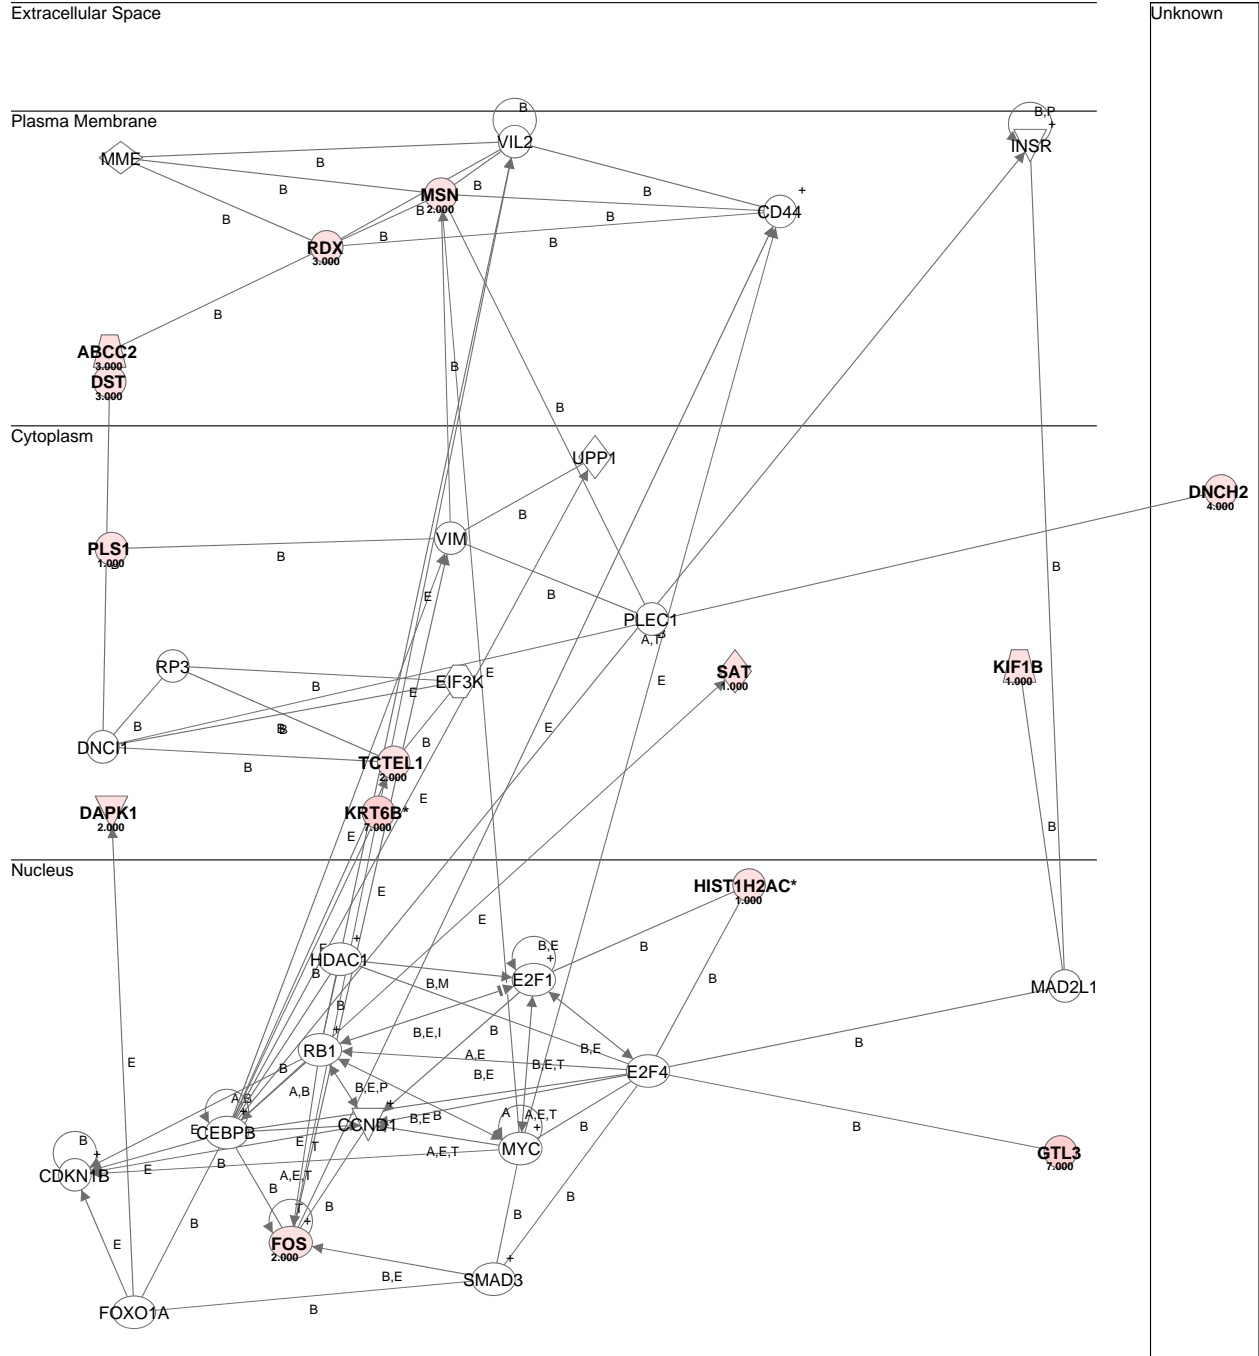 Extracellular Space
Unknown
B
B,P
+
Plasma Membrane
VIL2
INSR
MME
B
B
B
MSN
2.000
B
+
CD44
B
B
B
B
RDX
3.000
B
B
ABCC2
3.000
B
DST
3.000
B
Cytoplasm
UPP1
DNCH2
4.000
B
VIM
PLS1
1.000
B
B
E
B
PLEC1
A,T
RP3
E
SAT
1.000
KIF1B
1.000
B
EIF3K
E
E
B
B
E
DNCI1
B
B
TCTEL1
2.000
DAPK1
2.000
KRT6B*
7.000
E
E
B
Nucleus
HIST1H2AC*
1.000
E
E
+
B,E
+
B
HDAC1
B
B,M
E2F1
B
MAD2L1
B
+
B,E,I
B
RB1
A,E
B,E,T
B,E
E2F4
B
E
B
B,E
A,B
A,B
B,E,P
+
+
CEBPB
E
CCND1
B,E
B
A
A,E,T
+
B
B
GTL3
7.000
B
+
MYC
E
T
A,E,T
CDKN1B
E
B
A,E,T
B
B
T
+
B
B
B
FOS
2.000
E
+
B,E
SMAD3
FOXO1A
B